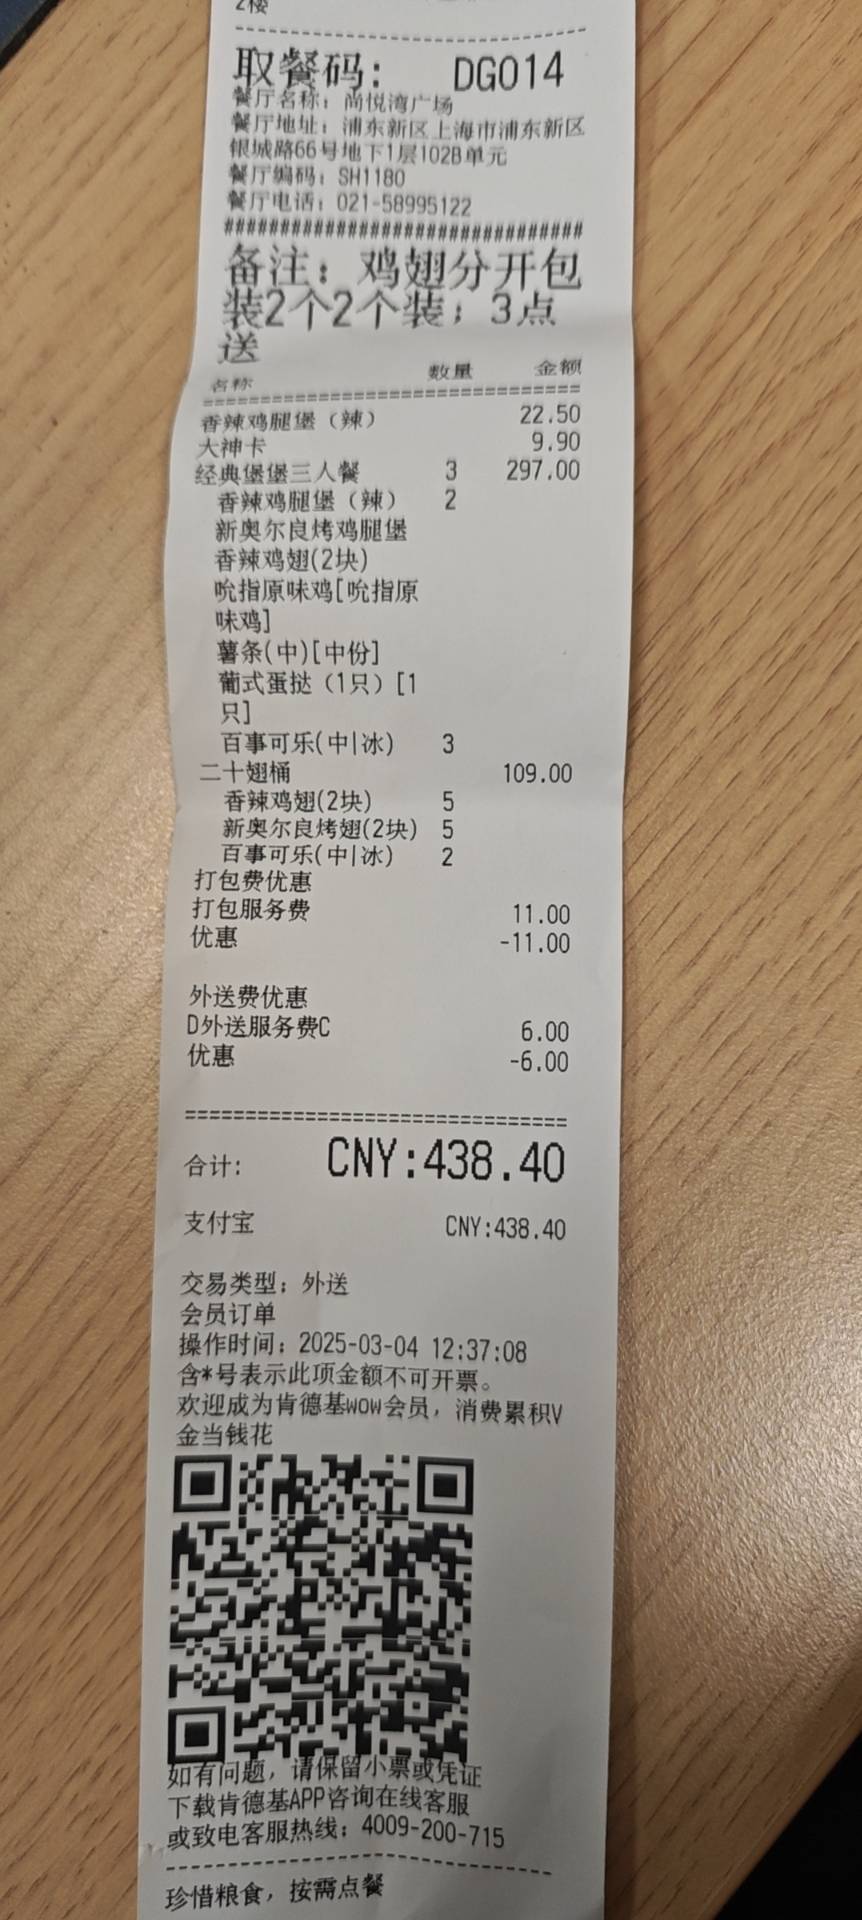 2楼
取餐码： DG014
餐厅名称：尚悦湾广场
餐厅地址：浦东新区上海市浦东新区
银城路66号地下1层102B单元
餐厅编码：SH1180
餐厅电话：021-58995122
################################
备注：鸡翅分开包
装2个2个装；3点
送
名称 数量 金额
香辣鸡腿堡（辣） 22.50
大神卡 9.90
经典堡堡三人餐 3 297.00
香辣鸡腿堡（辣） 2
新奥尔良烤鸡腿堡
香辣鸡翅(2块)
吮指原味鸡[吮指原
味鸡]
薯条(中)[中份]
葡式蛋挞（1只）[1
只]
百事可乐(中|冰) 3
二十翅桶 109.00
香辣鸡翅(2块) 5
新奥尔良烤翅(2块) 5
百事可乐(中|冰) 2
打包费优惠
打包服务费 11.00
优惠 -11.00
外送费优惠
D外送服务费C 6.00
优惠 -6.00
合计: CNY:438.40
支付宝 CNY:438.40
交易类型：外送
会员订单
操作时间：2025-03-04 12:37:08
含*号表示此项金额不可开票。
欢迎成为肯德基wow会员，消费累积V
金当钱花
如有问题，请保留小票或凭证
下载肯德基APP咨询在线客服
或致电客服热线：4009-200-715
珍惜粮食，按需点餐